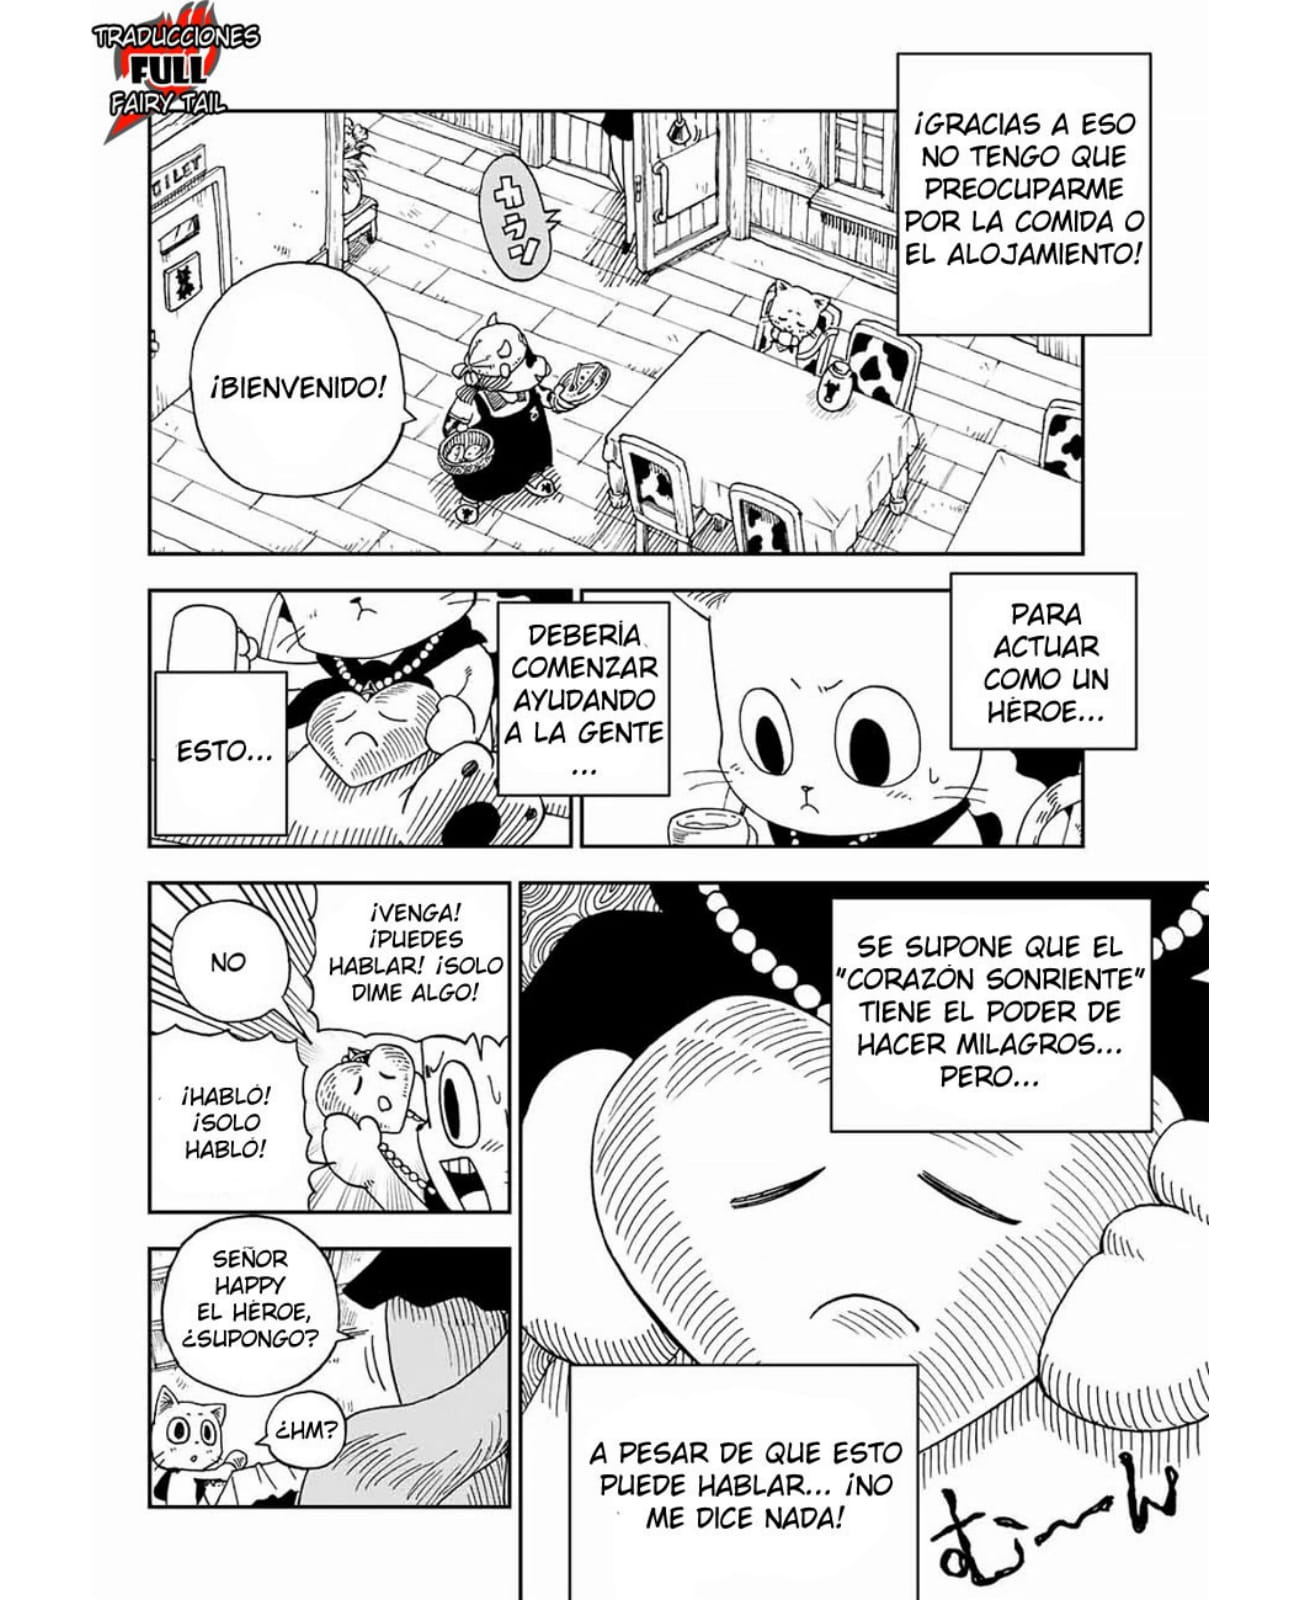 TRADUCCIONES
FULL
FAIRY TAIL
¡GRACIAS A ESO
NO TENGO QUE
PREOCUPARME
POR LA COMIDA O
EL ALOJAMIENTO!
カラン
¡BIENVENIDO!
PARA
ACTUAR
COMO UN
HÉROE...
DEBERÍA
COMENZAR
AYUDANDO
A LA GENTE
...
ESTO...
SE SUPONE QUE EL
"CORAZÓN SONRIENTE"
TIENE EL PODER DE
HACER MILAGROS...
PERO...
A PESAR DE QUE ESTO
PUEDE HABLAR... ¡NO
ME DICE NADA!
¡VENGA!
¡PUEDES
HABLAR! ¡SOLO
DIME ALGO!
NO
¡HABLÓ!
¡SOLO
HABLÓ!
SEÑOR
HAPPY
EL HÉROE,
¿SUPONGO?
¿HM?